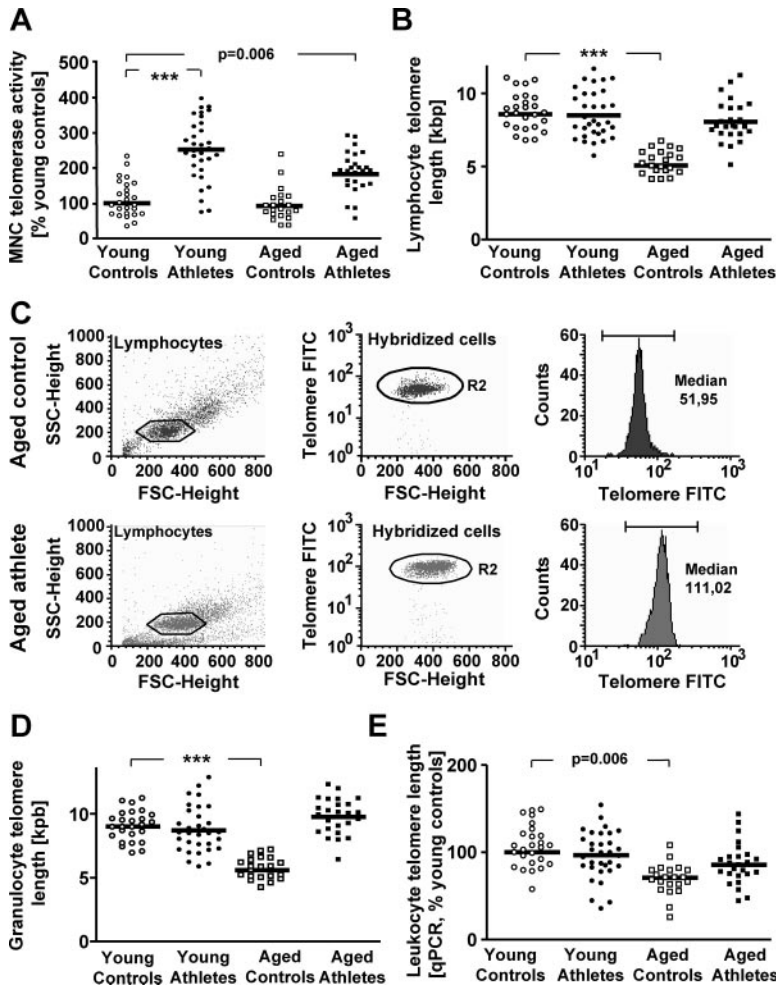 A
MNC telomerase activity
[% young controls]
p=0.006
***
500
400
300
200
100
0
Young Controls
Young Athletes
Aged Controls
Aged Athletes
B
Lymphocyte telomere
length [kbp]
***
10
5
0
Young Controls
Young Athletes
Aged Controls
Aged Athletes
C
Aged control
SSC-Height
1000
800
600
400
200
0
Lymphocytes
0 200 400 600 800
FSC-Height
Telomere FITC
10³
10²
10¹
10⁰
Hybridized cells
R2
0 200 400 600 800
FSC-Height
Counts
60
40
20
0
Median
51,95
10¹ 10² 10³
Telomere FITC
Aged athlete
SSC-Height
1000
800
600
400
200
0
Lymphocytes
0 200 400 600 800
FSC-Height
Telomere FITC
10³
10²
10¹
10⁰
Hybridized cells
R2
0 200 400 600 800
FSC-Height
Counts
60
40
20
0
Median
111,02
10¹ 10² 10³
Telomere FITC
D
Granulocyte telomere
length [kpb]
***
10
5
0
Young Controls
Young Athletes
Aged Controls
Aged Athletes
E
Leukocyte telomere length
[qPCR, % young controls]
p=0.006
200
100
0
Young Controls
Young Athletes
Aged Controls
Aged Athletes